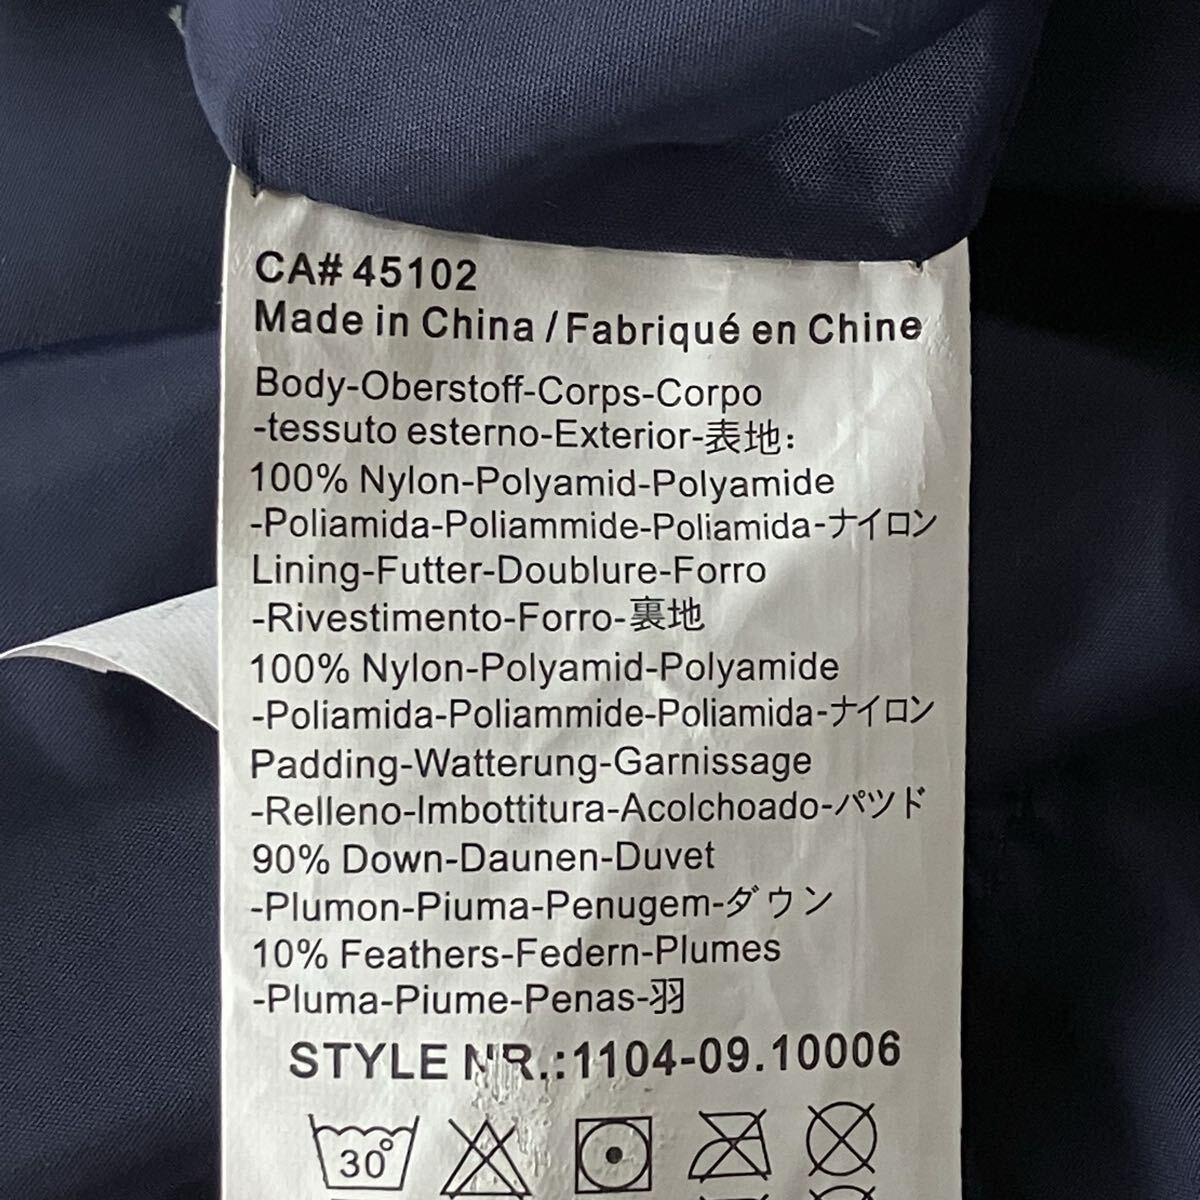 CA# 45102
Made in China / Fabriqué en Chine
Body-Oberstoff-Corps-Corpo
-tessuto esterno-Exterior-表地:
100% Nylon-Polyamid-Polyamide
-Poliamida-Poliammide-Poliamida-ナイロン
Lining-Futter-Doublure-Forro
-Rivestimento-Forro-裏地
100% Nylon-Polyamid-Polyamide
-Poliamida-Poliammide-Poliamida-ナイロン
Padding-Watterung-Garnissage
-Relleno-Imbottitura-Acolchoado-パツド
90% Down-Daunen-Duvet
-Plumon-Piuma-Penugem-ダウン
10% Feathers-Federn-Plumes
-Pluma-Piume-Penas-羽
STYLE NR.:1104-09.10006
30°